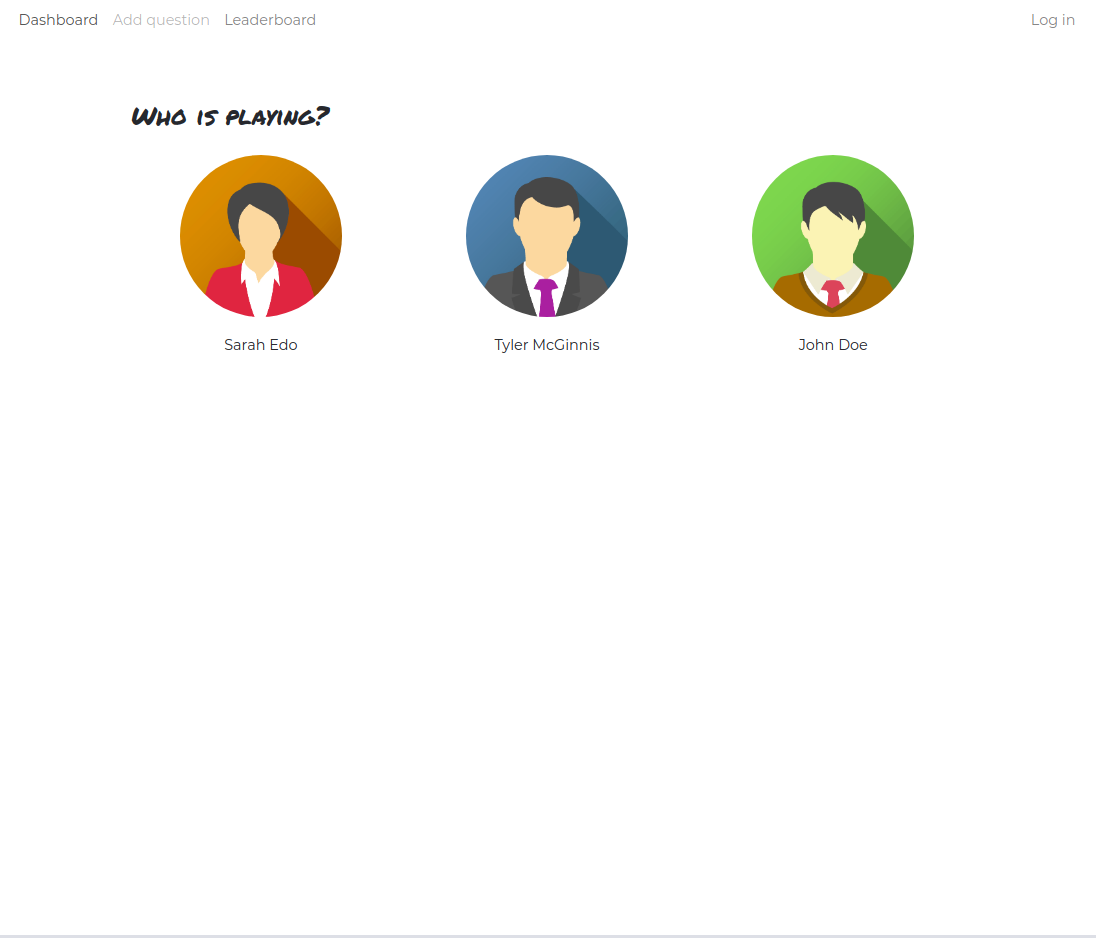 Dashboard Add question Leaderboard Log in
Who is playing?
Sarah Edo Tyler McGinnis John Doe